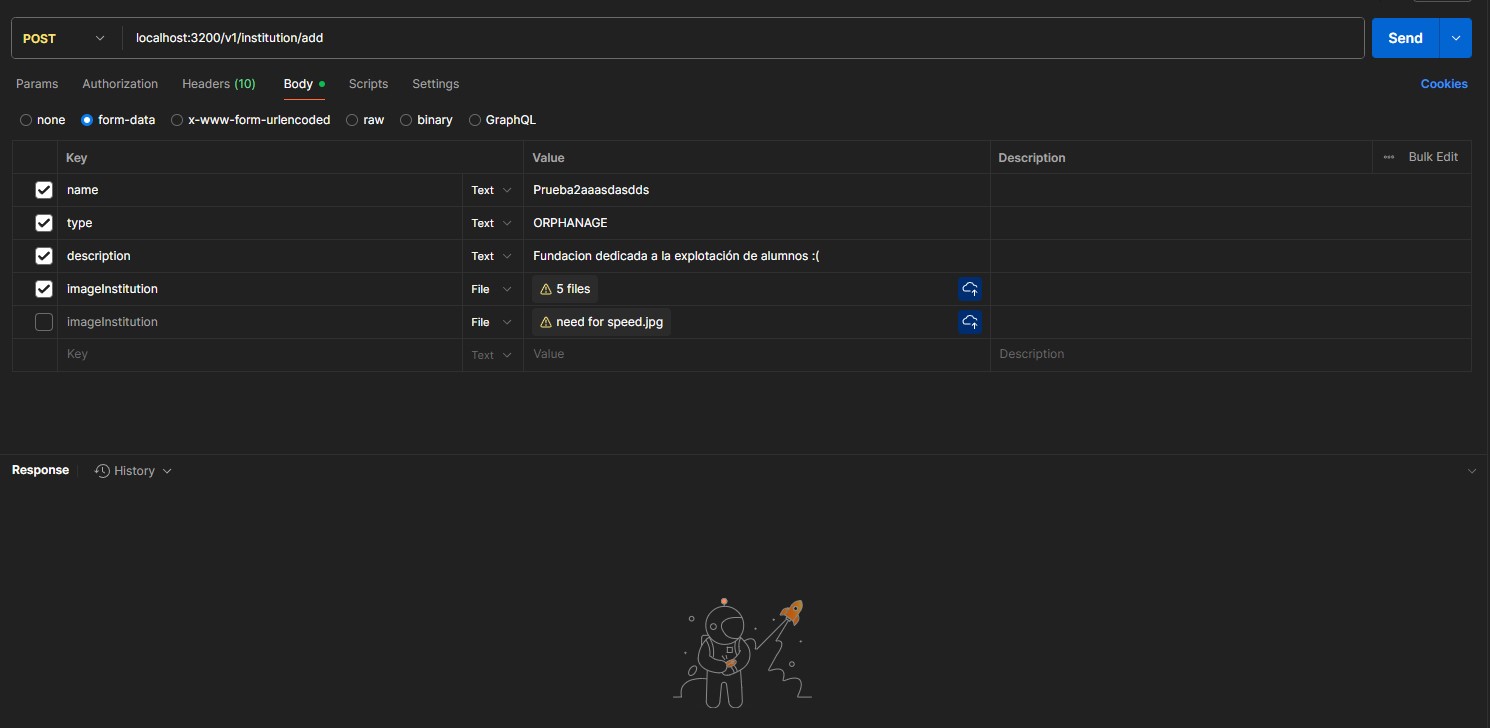 POST localhost:3200/v1/institution/add Send
Params Authorization Headers (10) Body Scripts Settings Cookies
none form-data x-www-form-urlencoded raw binary GraphQL
Key Value Description Bulk Edit
name Text Prueba2aaasdasdds
type Text ORPHANAGE
description Text Fundacion dedicada a la explotación de alumnos :(
imageInstitution File 5 files
imageInstitution File need for speed.jpg
Key Text Value Description
Response History